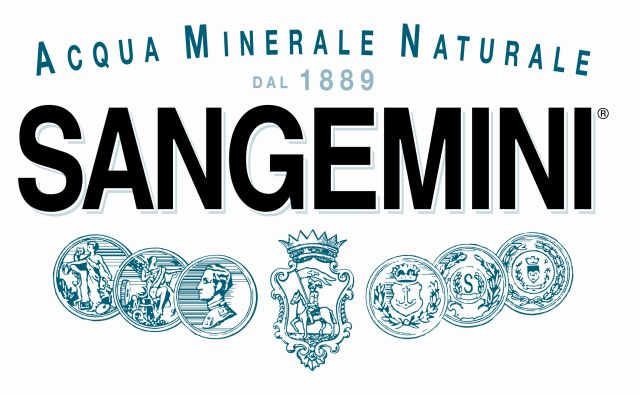 ACQUA MINERALE NATURALE
DAL 1889
SANGEMINI®
S